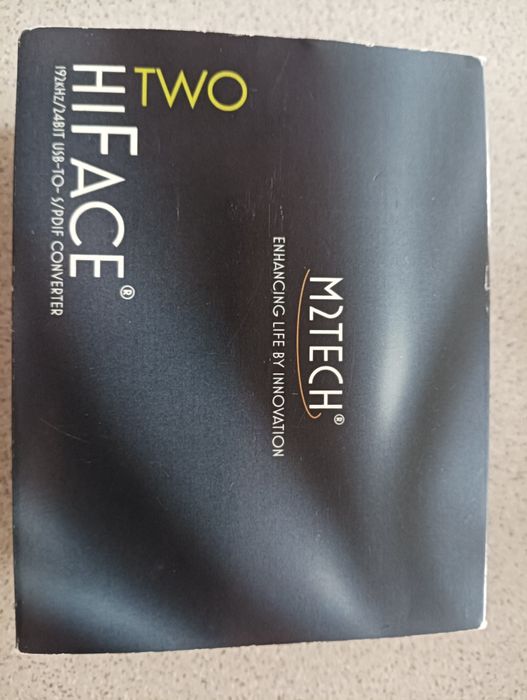 M2TECH®
ENHANCING LIFE BY INNOVATION
TWO
HIFACE®
192KHZ/24BIT USB-TO- S/PDIF CONVERTER